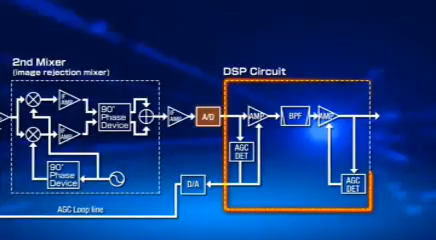 2nd Mixer
(image rejection mixer)
DSP Circuit
IF
AMP
90°
Phase
Device
IF
AMP
A/D
AMP
BPF
AMP
IF
AMP
AGC
DET
90°
Phase
Device
D/A
AGC
DET
AGC Loop line